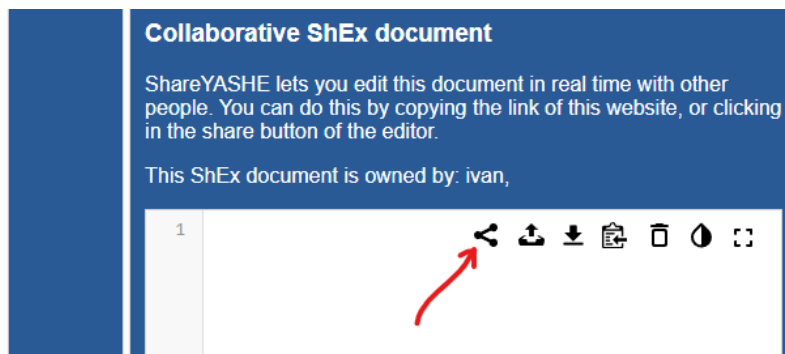 Collaborative ShEx document
ShareYASHE lets you edit this document in real time with other
people. You can do this by copying the link of this website, or clicking
in the share button of the editor.
This ShEx document is owned by: ivan,
1